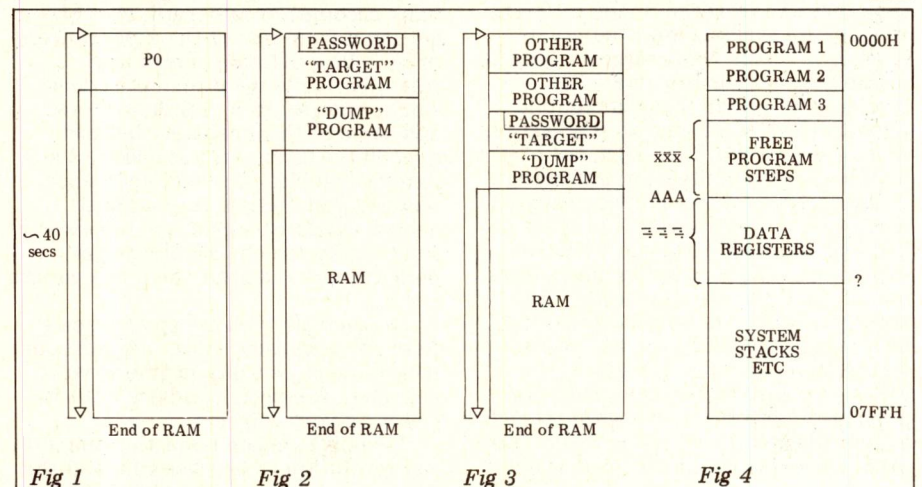 P0
∽40
secs
End of RAM
Fig 1
PASSWORD
“TARGET”
PROGRAM
“DUMP”
PROGRAM
RAM
End of RAM
Fig 2
OTHER
PROGRAM
OTHER
PROGRAM
PASSWORD
“TARGET”
“DUMP”
PROGRAM
RAM
End of RAM
Fig 3
PROGRAM 1
0000H
PROGRAM 2
PROGRAM 3
x̄x̄x̄
FREE
PROGRAM
STEPS
AAA
DATA
REGISTERS
?
SYSTEM
STACKS
ETC
07FFH
Fig 4